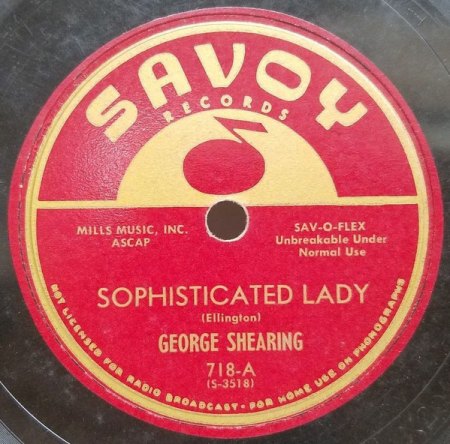 SAVOY
RECORDS
MILLS MUSIC, INC.
ASCAP
SAV-O-FLEX
Unbreakable Under
Normal Use
SOPHISTICATED LADY
(Ellington)
GEORGE SHEARING
718-A
(S-3518)
NOT LICENSED FOR RADIO BROADCAST - FOR HOME USE ON PHONOGRAPHS